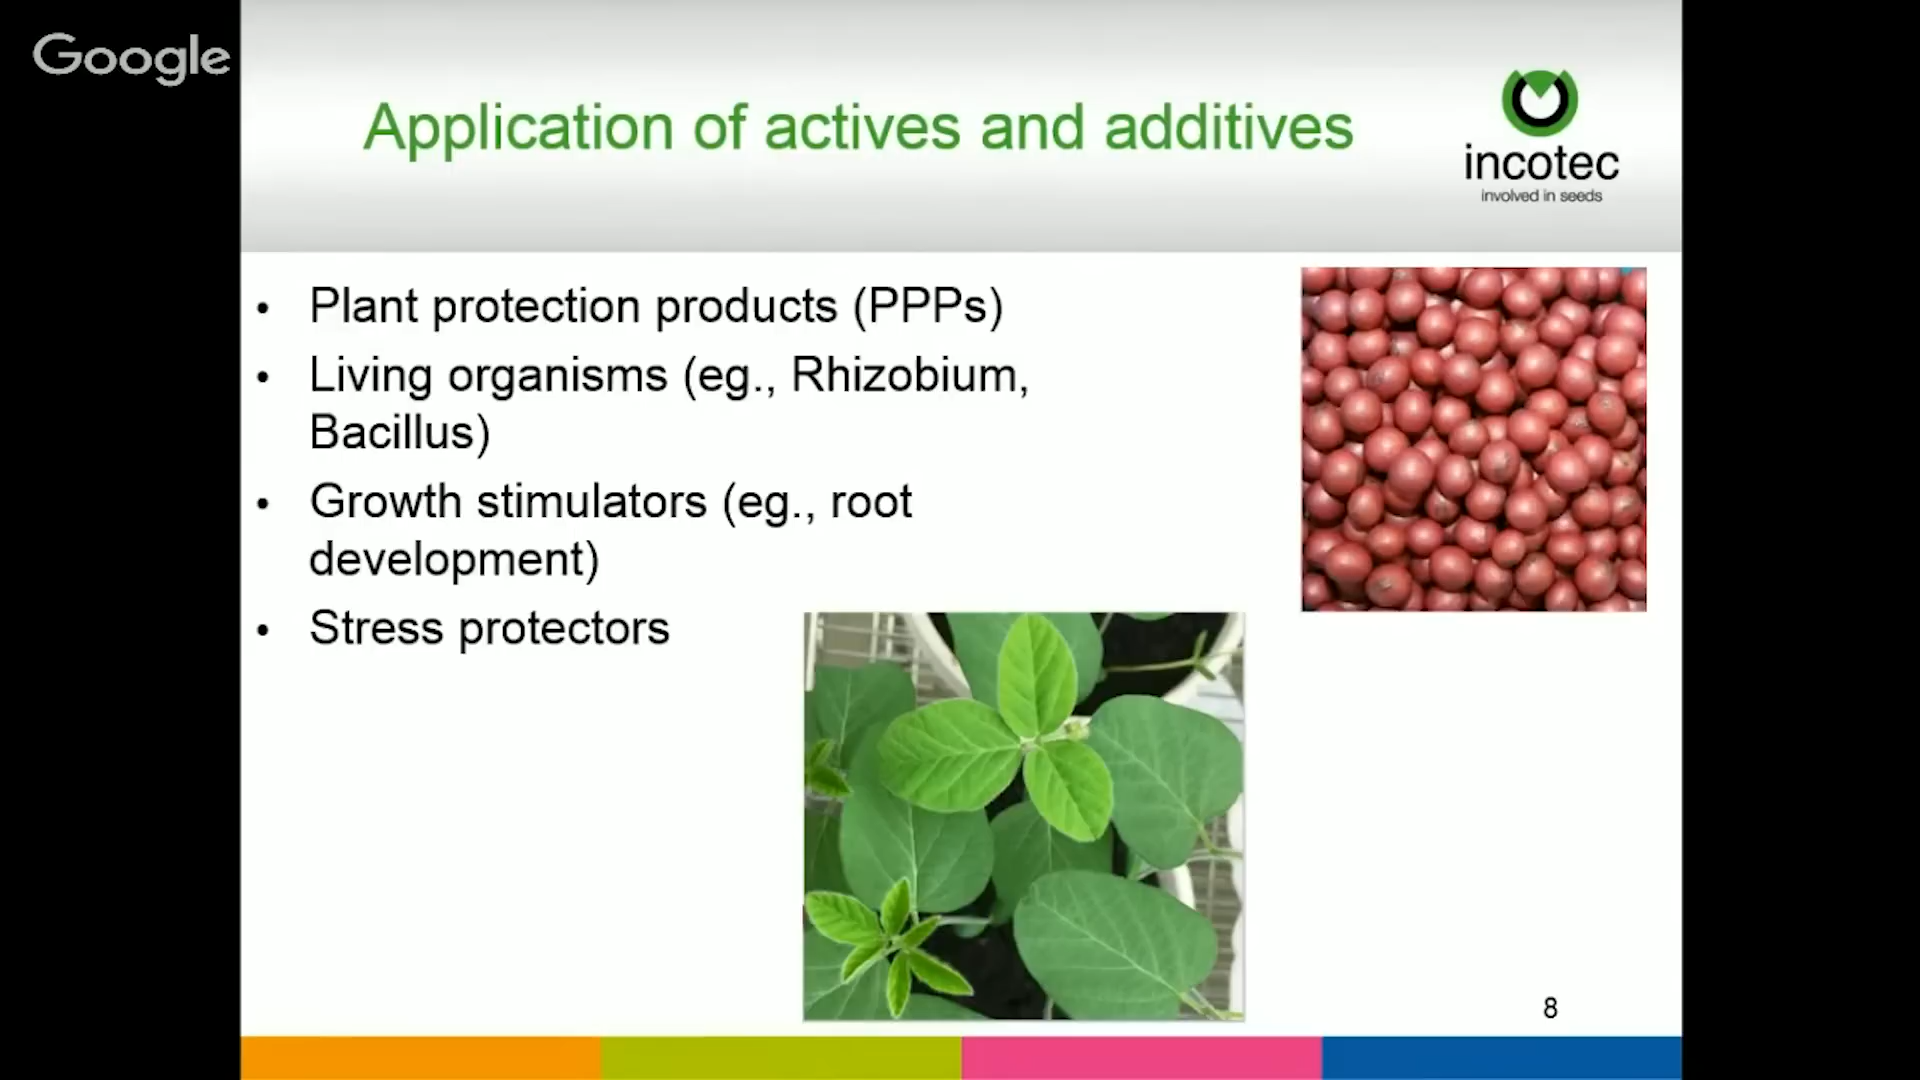 Google
Application of actives and additives
incotec
involved in seeds
• Plant protection products (PPPs)
• Living organisms (eg., Rhizobium,
Bacillus)
• Growth stimulators (eg., root
development)
• Stress protectors
8